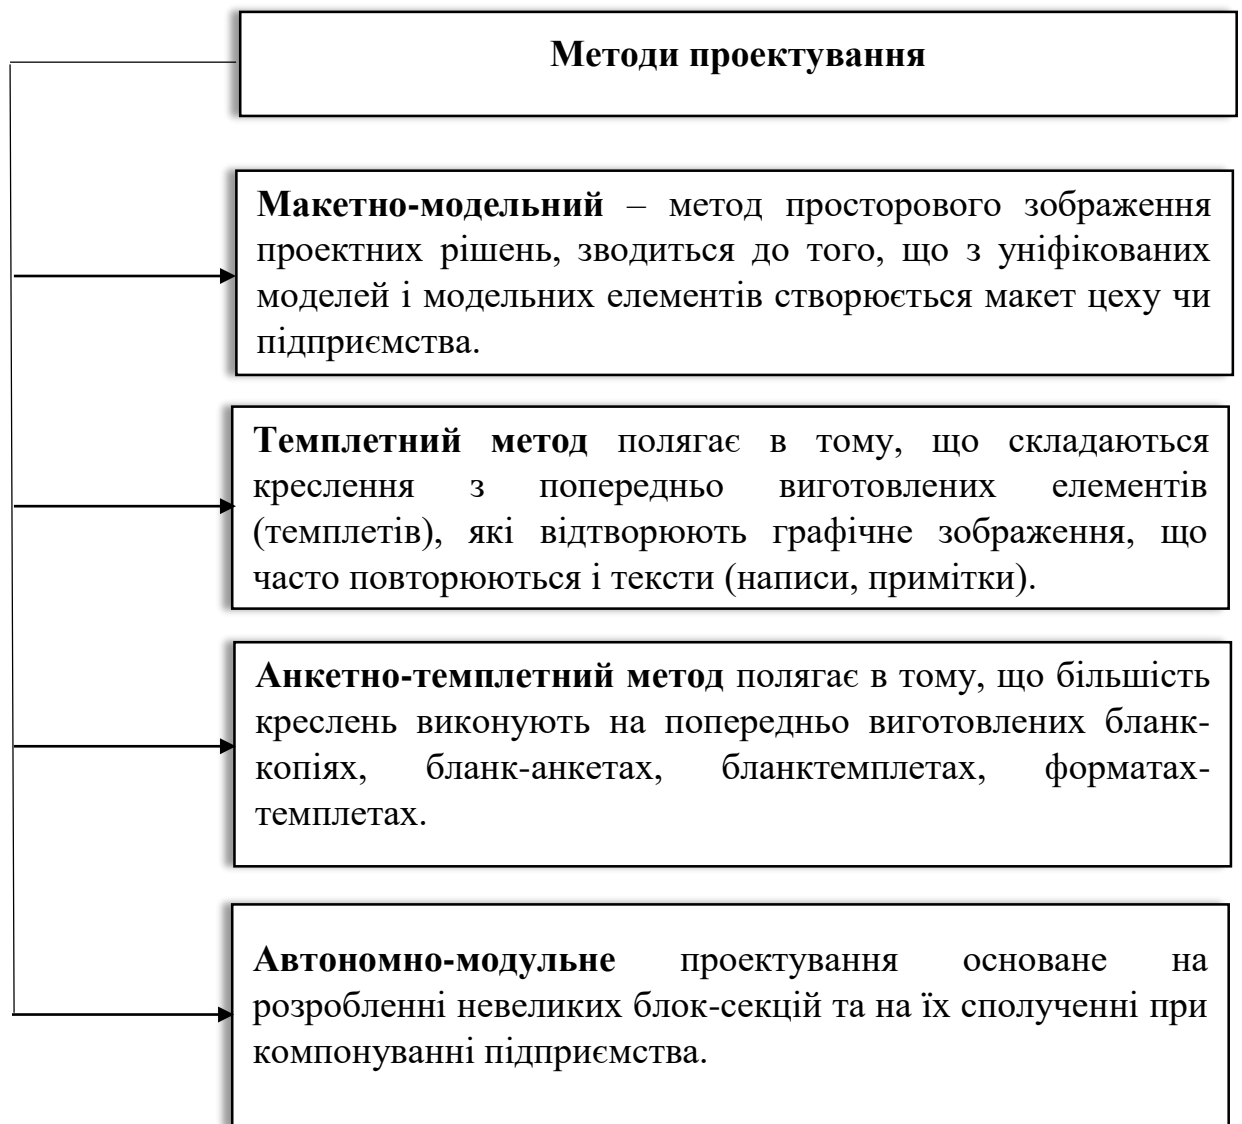 Методи проектування
Макетно-модельний – метод просторового зображення
проектних рішень, зводиться до того, що з уніфікованих
моделей і модельних елементів створюється макет цеху чи
підприємства.
Темплетний метод полягає в тому, що складаються
креслення з попередньо виготовлених елементів
(темплетів), які відтворюють графічне зображення, що
часто повторюються і тексти (написи, примітки).
Анкетно-темплетний метод полягає в тому, що більшість
креслень виконують на попередньо виготовлених бланк-
копіях, бланк-анкетах, бланктемплетах, форматах-
темплетах.
Автономно-модульне проектування основане на
розробленні невеликих блок-секцій та на їх сполученні при
компонуванні підприємства.